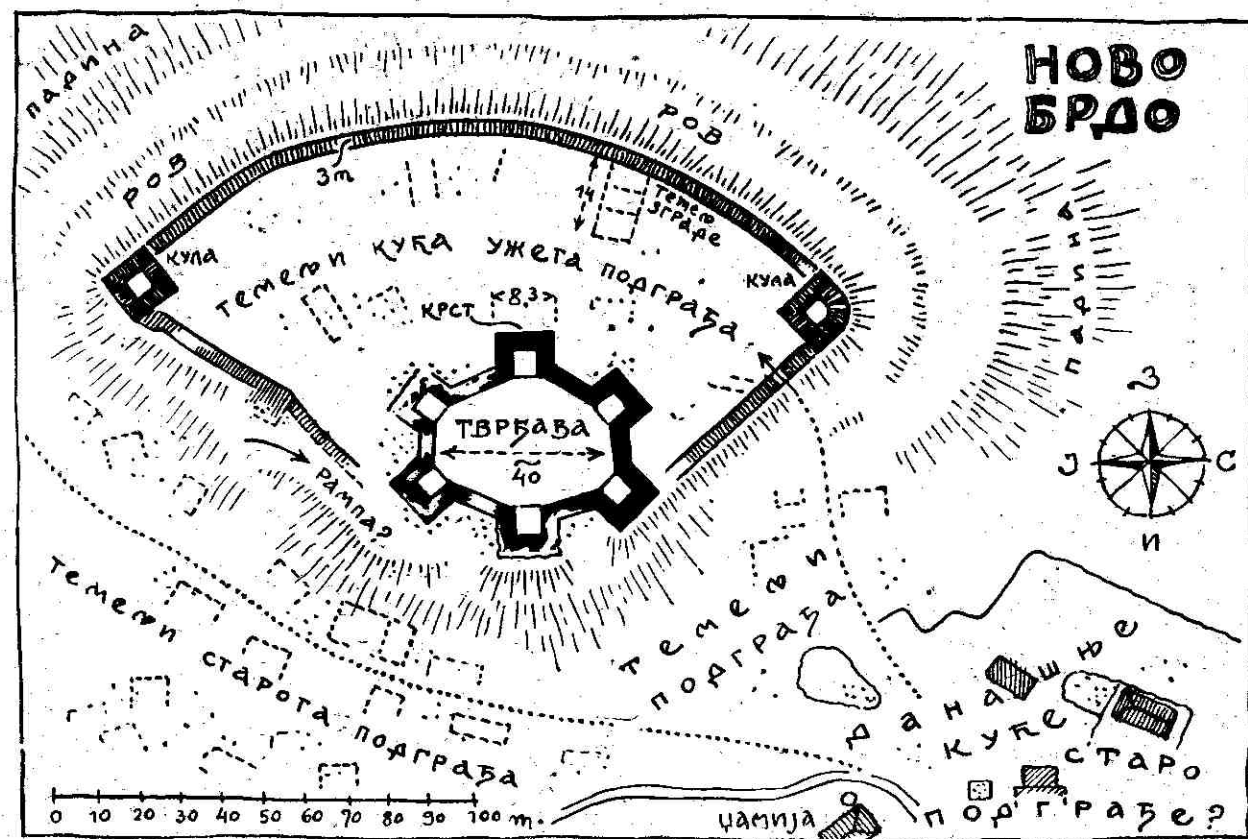 НОВО
БРДО
падина
РОВ
РОВ
3m
14
темељ
зграде
КУЛА
КУЛА
темељи кућа ужега подграђа
8,3
КРСТ
падина
ТВРЂАВА
~40
РАМПА?
З
Ј
С
И
темељи
подграђа
темељи старога подграђа
данашње
куће
старо
подграђе?
џамија
0 10 20 30 40 50 60 70 80 90 100 m.